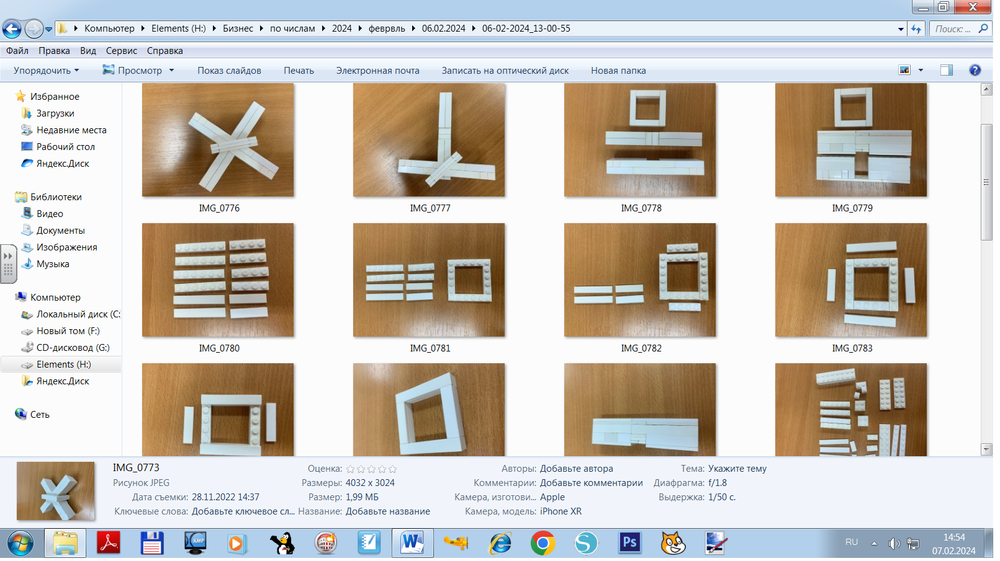 Компьютер Elements (H:) Бизнес по числам 2024 феврвль 06.02.2024 06-02-2024_13-00-55
Поиск: ...
Файл Правка Вид Сервис Справка
Упорядочить Просмотр Показ слайдов Печать Электронная почта Записать на оптический диск Новая папка
Избранное
Загрузки
Недавние места
Рабочий стол
Яндекс.Диск
Библиотеки
Видео
Документы
Изображения
Музыка
Компьютер
Локальный диск (C:
Новый том (F:)
CD-дисковод (G:)
Elements (H:)
Яндекс.Диск
Сеть
IMG_0776 IMG_0777 IMG_0778 IMG_0779
IMG_0780 IMG_0781 IMG_0782 IMG_0783
IMG_0773
Рисунок JPEG
Дата съемки: 28.11.2022 14:37
Ключевые слова: Добавьте ключевое сл...
Оценка:
Размеры: 4032 x 3024
Размер: 1,99 МБ
Название: Добавьте название
Авторы: Добавьте автора
Комментарии: Добавьте комментарии
Камера, изготови... Apple
Камера, модель: iPhone XR
Тема: Укажите тему
Диафрагма: f/1.8
Выдержка: 1/50 с.
KMP
W
S
Ps
RU
14:54
07.02.2024